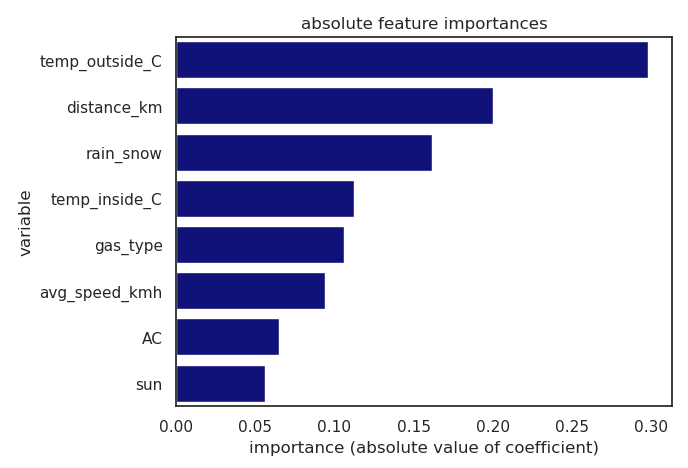 absolute feature importances
temp_outside_C
distance_km
rain_snow
temp_inside_C
gas_type
avg_speed_kmh
AC
sun
variable
0.00 0.05 0.10 0.15 0.20 0.25 0.30
importance (absolute value of coefficient)